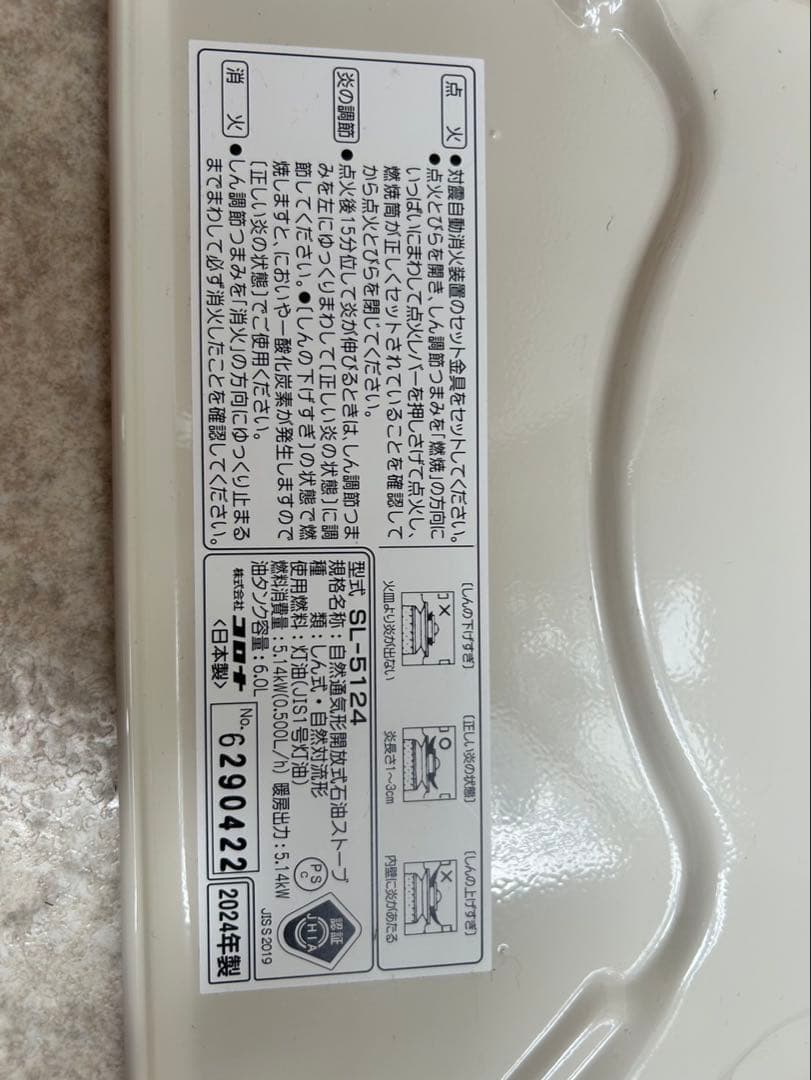 点火
●対震自動消火装置のセット金具をセットしてください。
●点火とびらを開き、しん調節つまみを「燃焼」の方向に
いっぱいにまわして点火レバーを押しさげて点火し、
燃焼筒が正しくセットされていることを確認して
から点火とびらを閉じてください。
炎の調節
●点火後15分位して炎が伸びるときは、しん調節つま
みを左にゆっくりまわして〔正しい炎の状態〕に調
節してください。●〔しんの下げすぎ〕の状態で燃
焼しますと、においや一酸化炭素が発生しますので
〔正しい炎の状態〕でご使用ください。
消火
●しん調節つまみを「消火」の方向にゆっくり止まる
までまわして必ず消火したことを確認してください。
〔しんの下げすぎ〕
×
火皿より炎が出ない
〔正しい炎の状態〕
○
炎長さ1~3cm
〔しんの上げすぎ〕
×
内壁に炎があたる
型式 SL-5124
規格名称:自然通気形開放式石油ストーブ
種類:しん式・自然対流形
使用燃料:灯油(JIS1号灯油)
燃料消費量:5.14kW(0.500L/h) 暖房出力:5.14kW
油タンク容量:6.0L
株式会社 コロナ
〈日本製〉
No. 6290422
2024年製
PS
C
認証
JHIA
JIS S 2019